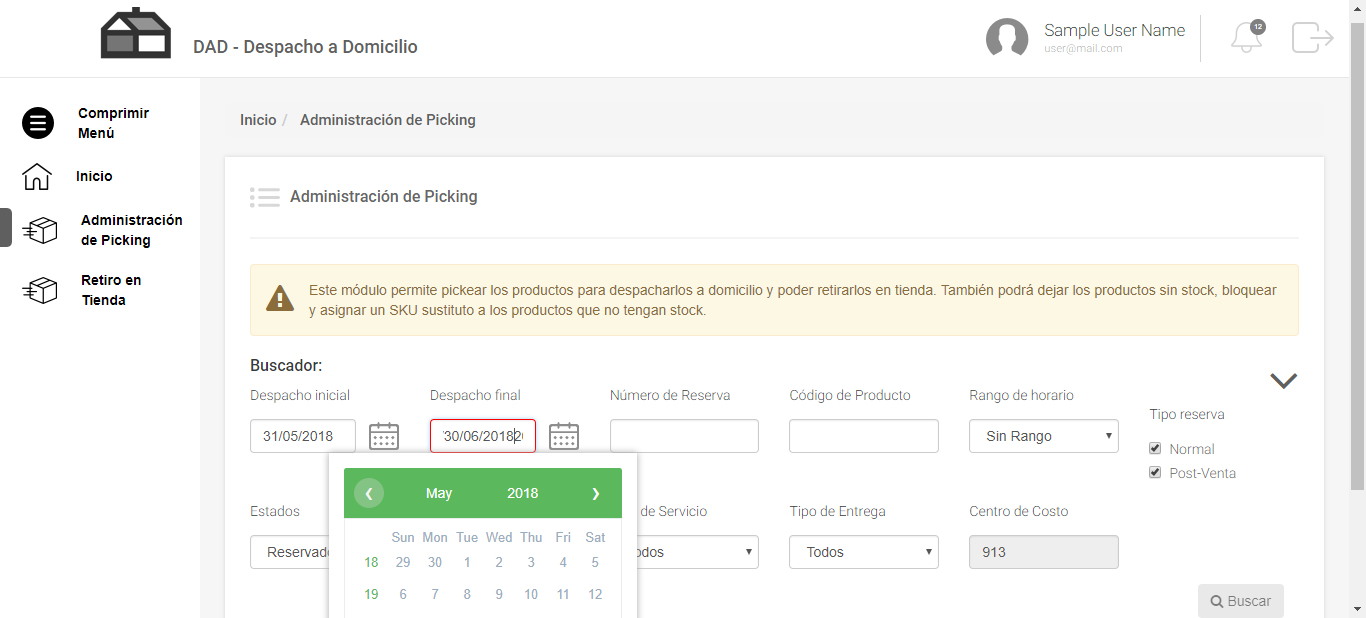 DAD - Despacho a Domicilio
Sample User Name
user@mail.com
12
Comprimir
Menú
Inicio
Administración
de Picking
Retiro en
Tienda
Inicio / Administración de Picking
Administración de Picking
Este módulo permite pickear los productos para despacharlos a domicilio y poder retirarlos en tienda. También podrá dejar los productos sin stock, bloquear
y asignar un SKU sustituto a los productos que no tengan stock.
Buscador:
Despacho inicial Despacho final Número de Reserva Código de Producto Rango de horario
Tipo reserva
31/05/2018 /30/06/2018 Sin Rango
Normal
Post-Venta
Estados de Servicio Tipo de Entrega Centro de Costo
Reservad odos Todos 913
May 2018
Sun Mon Tue Wed Thu Fri Sat
18 29 30 1 2 3 4 5
19 6 7 8 9 10 11 12
Buscar